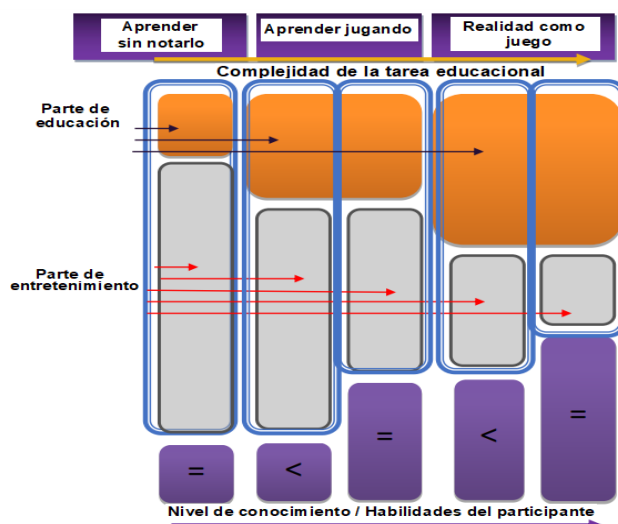 Aprender
sin notarlo
Aprender jugando
Realidad como
juego
Complejidad de la tarea educacional
Parte de
educación
Parte de
entretenimiento
=
<
=
<
=
Nivel de conocimiento / Habilidades del participante